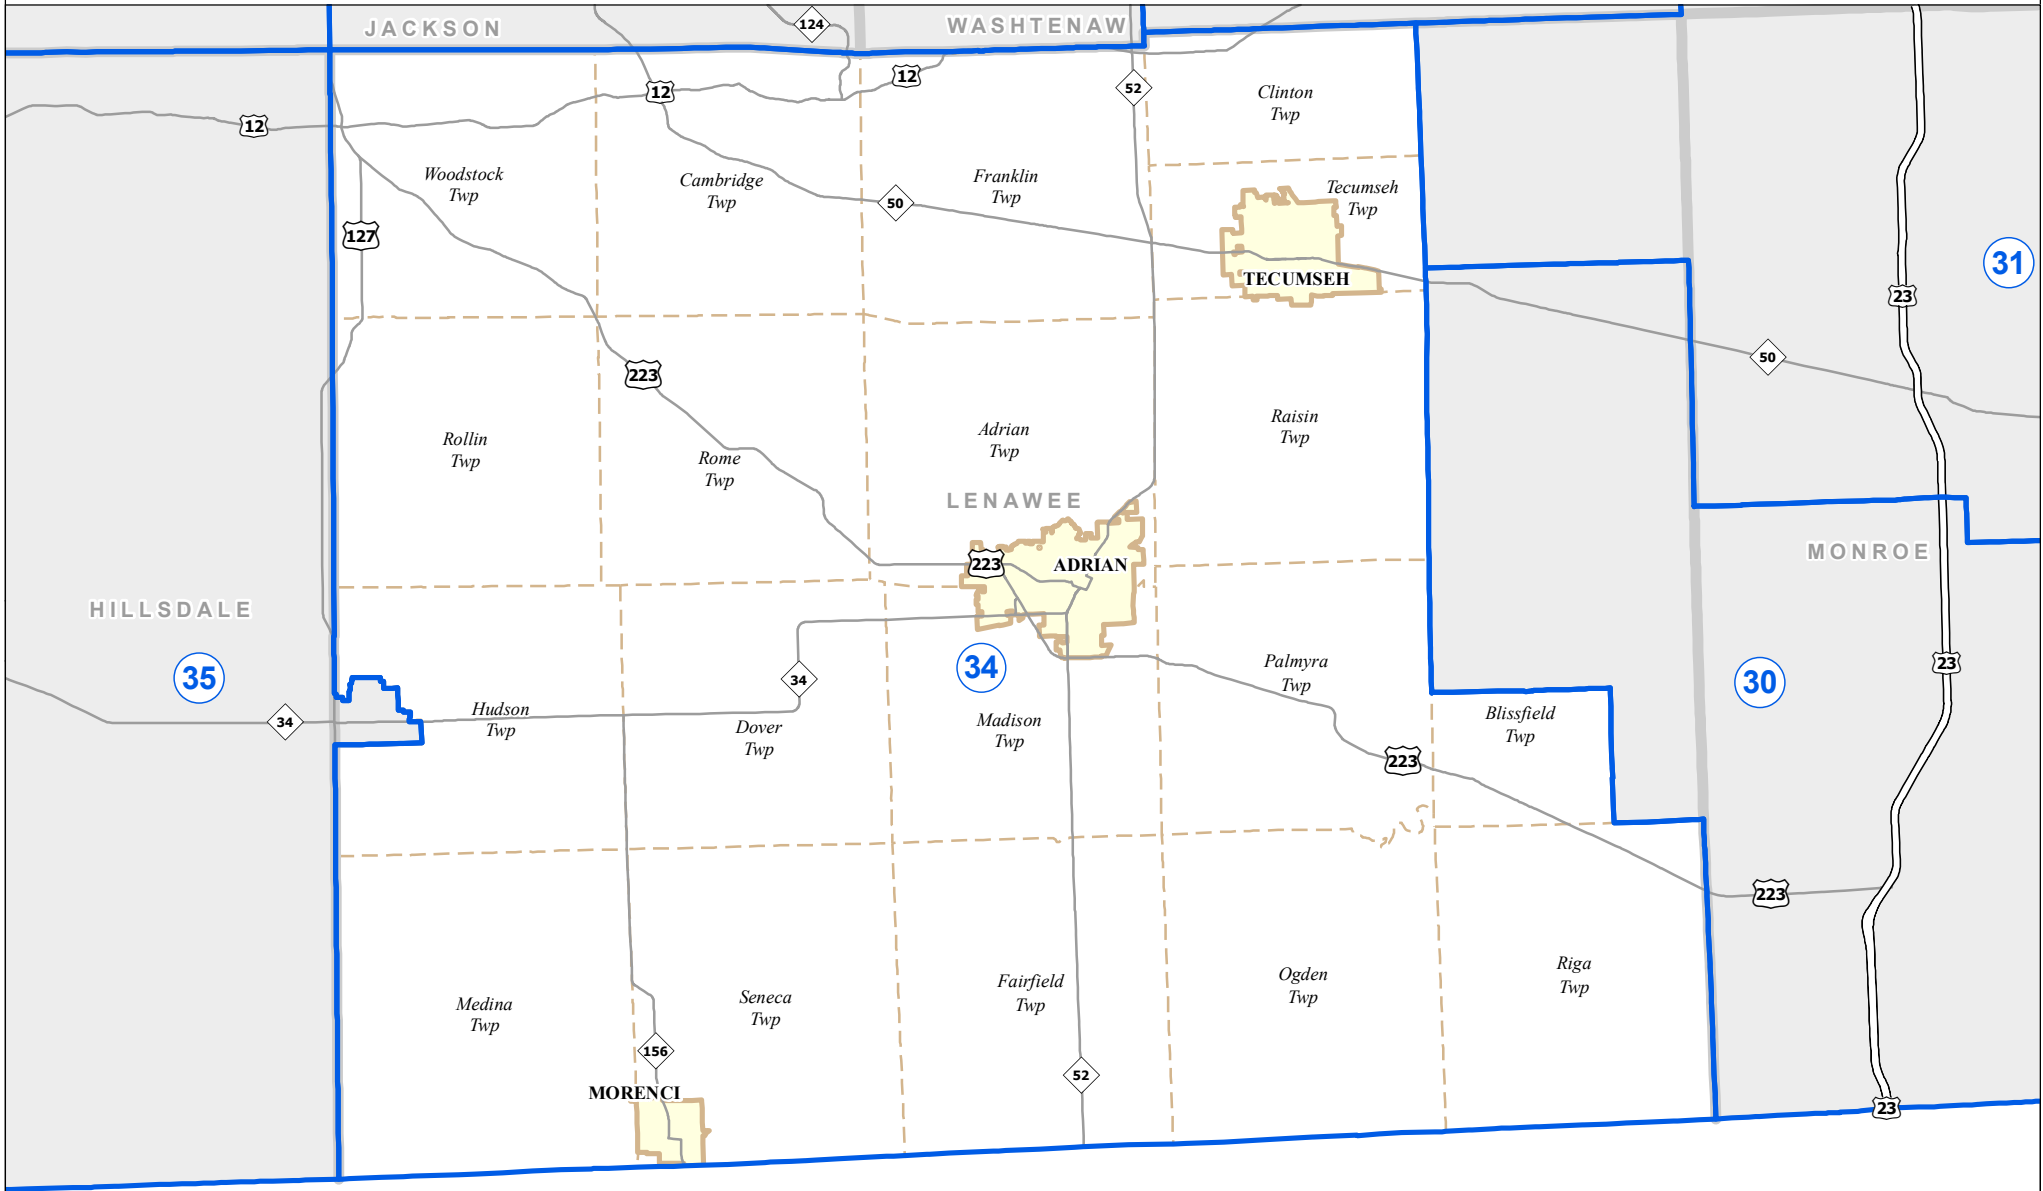 JACKSON
124
WASHTENAW
12
12
12
52
Clinton
Twp
Woodstock
Twp
Cambridge
Twp
Franklin
Twp
Tecumseh
Twp
50
127
TECUMSEH
31
23
50
223
Rollin
Twp
Rome
Twp
Adrian
Twp
Raisin
Twp
LENAWEE
223
ADRIAN
MONROE
HILLSDALE
35
34
34
Palmyra
Twp
30
23
34
Hudson
Twp
Dover
Twp
Madison
Twp
Blissfield
Twp
223
223
Medina
Twp
Seneca
Twp
Fairfield
Twp
Ogden
Twp
Riga
Twp
156
52
MORENCI
23